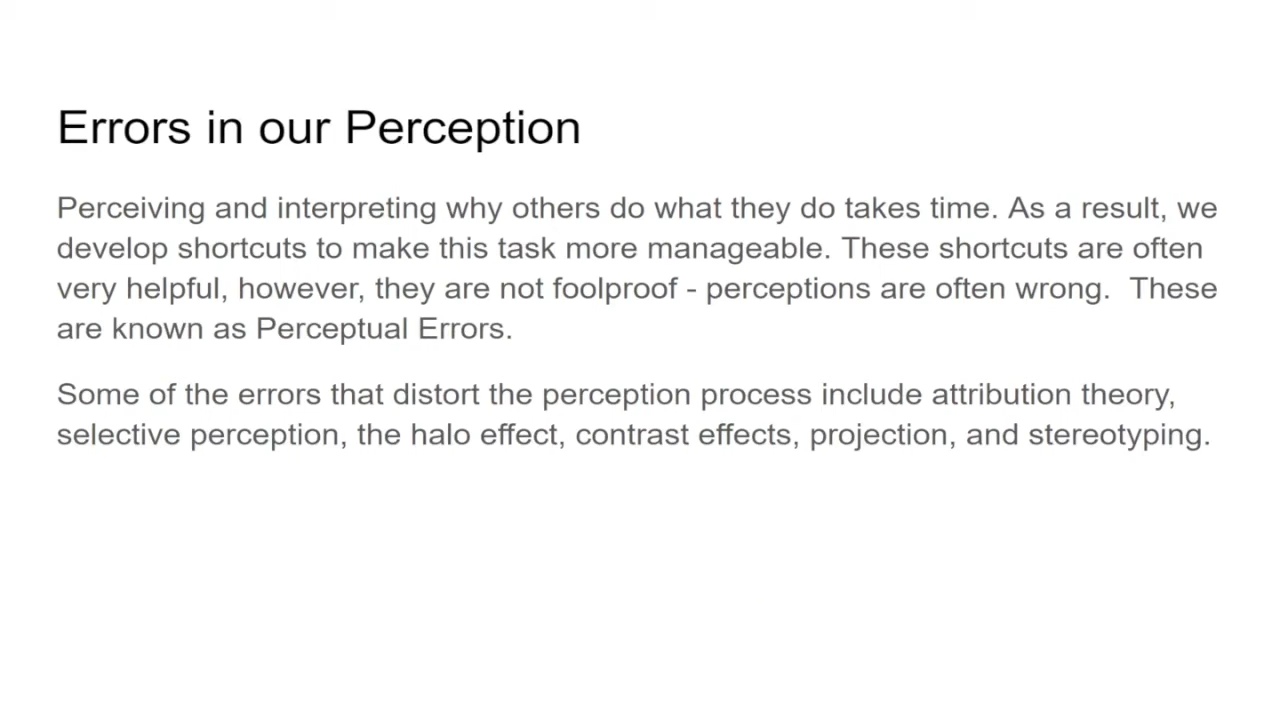 Errors in our Perception
Perceiving and interpreting why others do what they do takes time. As a result, we
develop shortcuts to make this task more manageable. These shortcuts are often
very helpful, however, they are not foolproof - perceptions are often wrong.  These
are known as Perceptual Errors.
Some of the errors that distort the perception process include attribution theory,
selective perception, the halo effect, contrast effects, projection, and stereotyping.